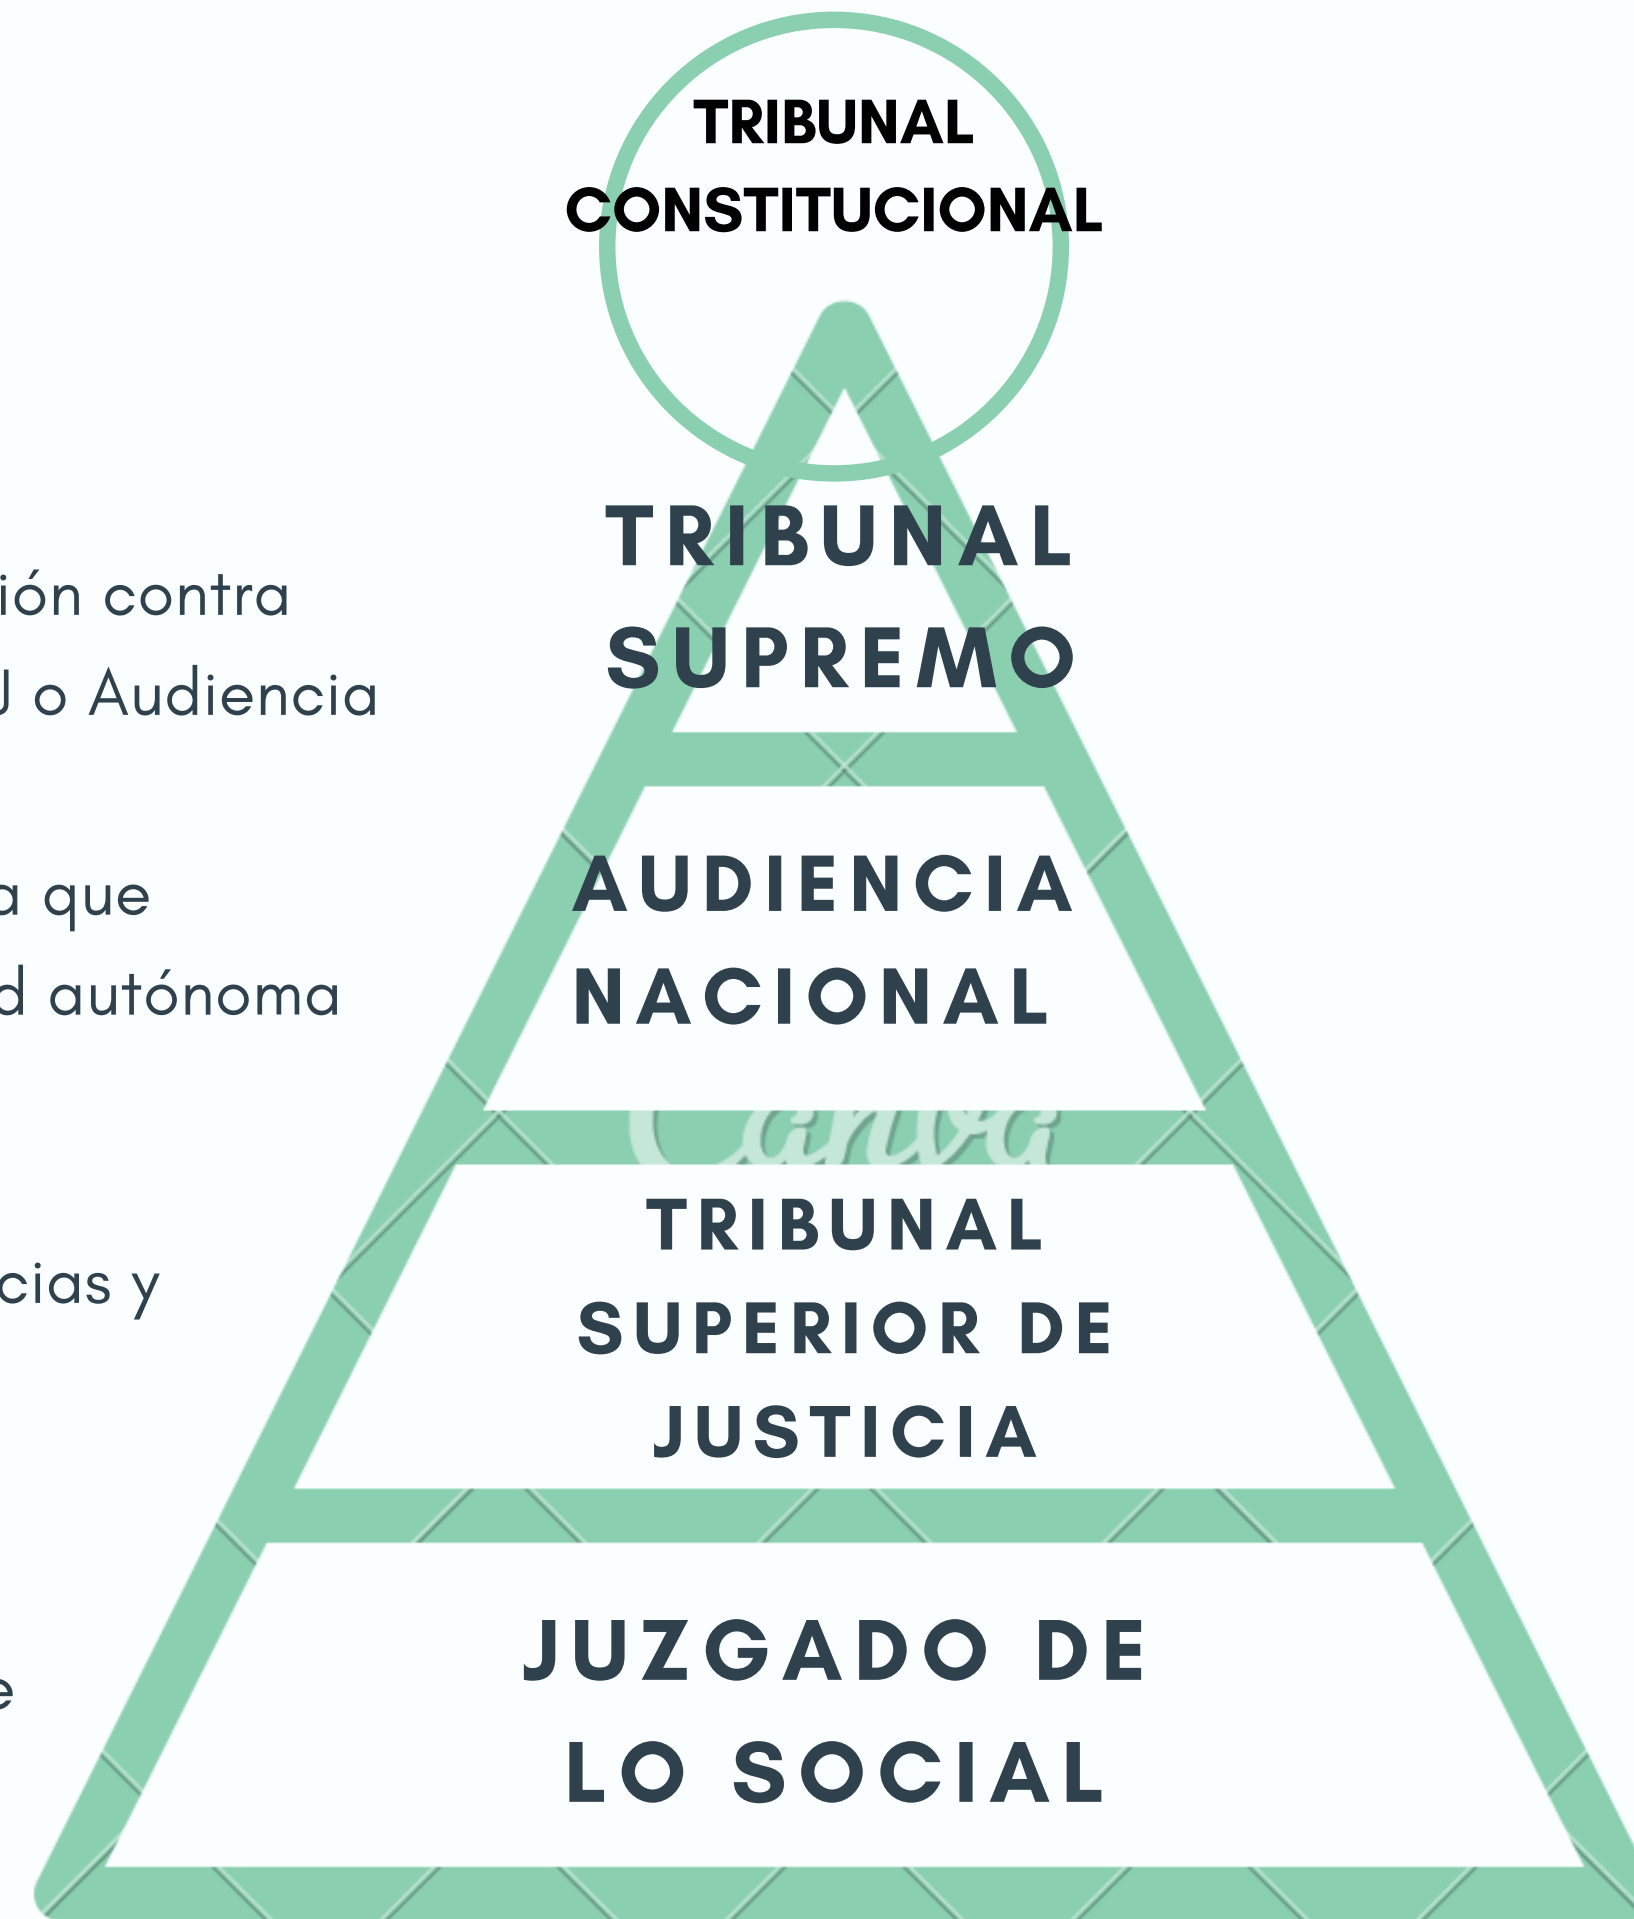 TRIBUNAL
CONSTITUCIONAL
TRIBUNAL
SUPREMO
ión contra
J o Audiencia
AUDIENCIA
NACIONAL
a que
d autónoma
Canva
TRIBUNAL
SUPERIOR DE
JUSTICIA
cias y
JUZGADO DE
LO SOCIAL
e